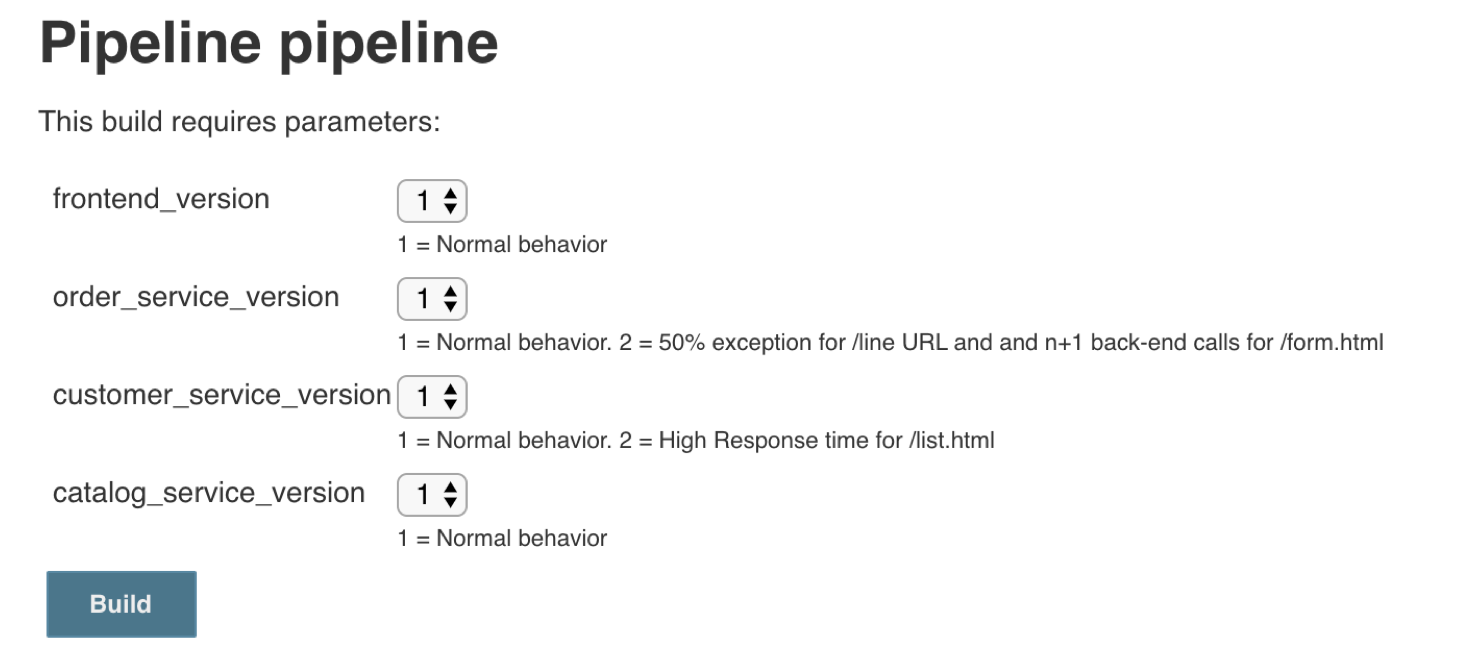 Pipeline pipeline
This build requires parameters:
frontend_version 1
1 = Normal behavior
order_service_version 1
1 = Normal behavior. 2 = 50% exception for /line URL and and n+1 back-end calls for /form.html
customer_service_version 1
1 = Normal behavior. 2 = High Response time for /list.html
catalog_service_version 1
1 = Normal behavior
Build